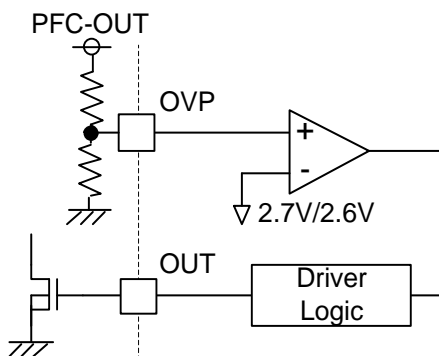 PFC-OUT
OVP
+
-
2.7V/2.6V
OUT
Driver
Logic